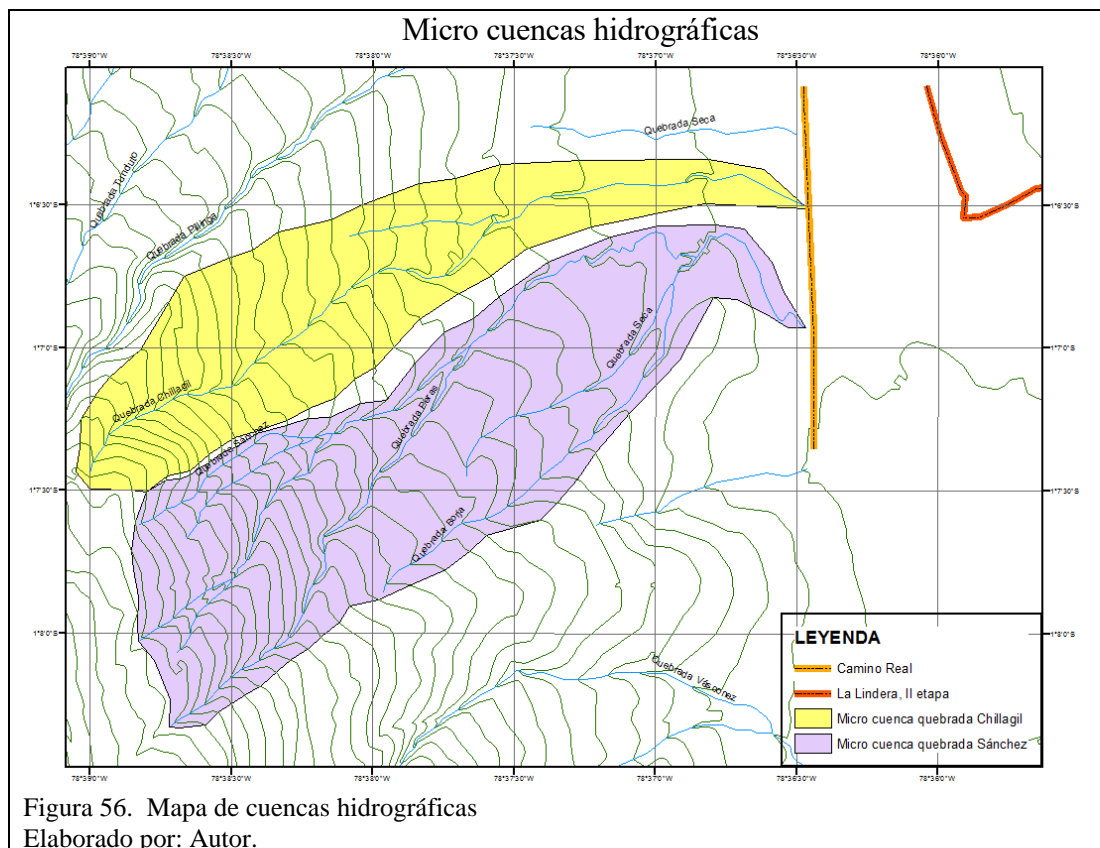 Micro cuencas hidrográficas
78°39'0"W 78°38'30"W 78°38'0"W 78°37'30"W 78°37'0"W 78°36'30"W 78°36'0"W
Quebrada Seca
Quebrada Tunduto
Quebrada Pilinga
1°6'30"S 1°6'30"S
1°7'0"S Quebrada Seca 1°7'0"S
Quebrada Chillagil
Quebrada Sánchez
Quebrada Poras
1°7'30"S 1°7'30"S
Quebrada Borja
1°8'0"S 1°8'0"S
Quebrada Vásconez
LEYENDA
Camino Real
La Lindera, II etapa
Micro cuenca quebrada Chillagil
Micro cuenca quebrada Sánchez
78°39'0"W 78°38'30"W 78°38'0"W 78°37'30"W 78°37'0"W 78°36'30"W 78°36'0"W
Figura 56. Mapa de cuencas hidrográficas
Elaborado por: Autor.